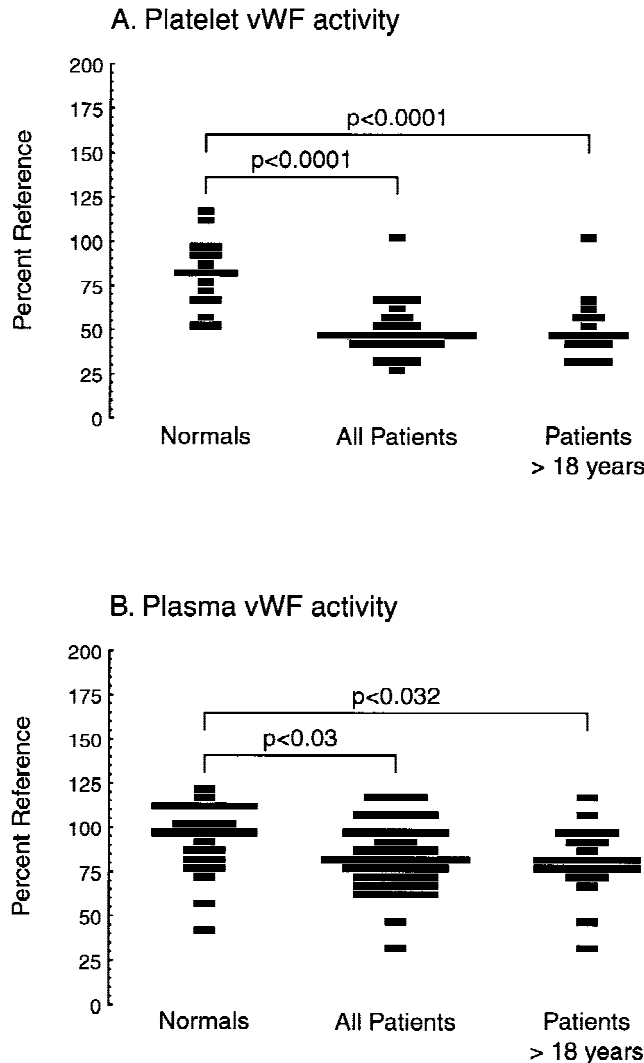 A. Platelet vWF activity
200
175
150
125
100
75
50
25
0
Percent Reference
p<0.0001
p<0.0001
Normals
All Patients
Patients
> 18 years
B. Plasma vWF activity
200
175
150
125
100
75
50
25
0
Percent Reference
p<0.032
p<0.03
Normals
All Patients
Patients
> 18 years